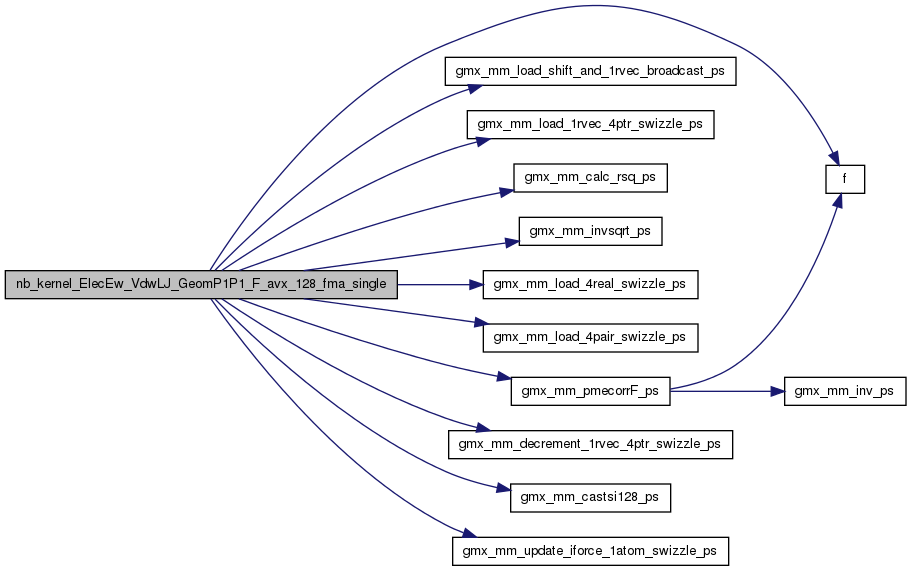 gmx_mm_load_shift_and_1rvec_broadcast_ps
gmx_mm_load_1rvec_4ptr_swizzle_ps
gmx_mm_calc_rsq_ps
f
gmx_mm_invsqrt_ps
nb_kernel_ElecEw_VdwLJ_GeomP1P1_F_avx_128_fma_single
gmx_mm_load_4real_swizzle_ps
gmx_mm_load_4pair_swizzle_ps
gmx_mm_pmecorrF_ps
gmx_mm_inv_ps
gmx_mm_decrement_1rvec_4ptr_swizzle_ps
gmx_mm_castsi128_ps
gmx_mm_update_iforce_1atom_swizzle_ps